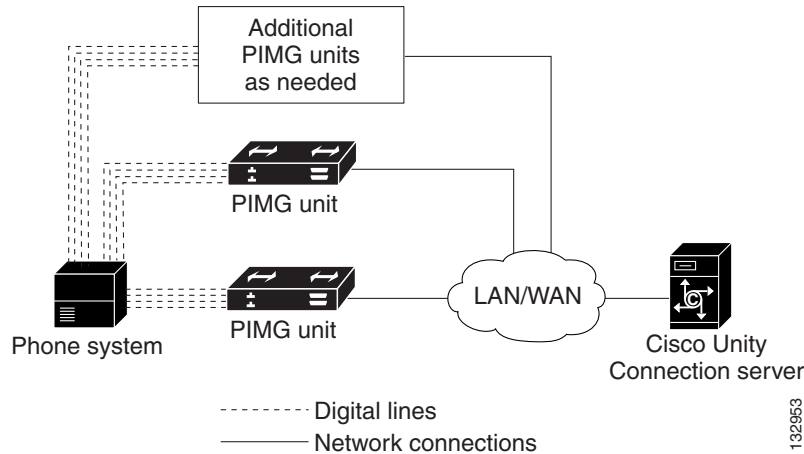 Additional
PIMG units
as needed
PIMG unit
PIMG unit
Phone system
LAN/WAN
Cisco Unity
Connection server
Digital lines
Network connections
132953